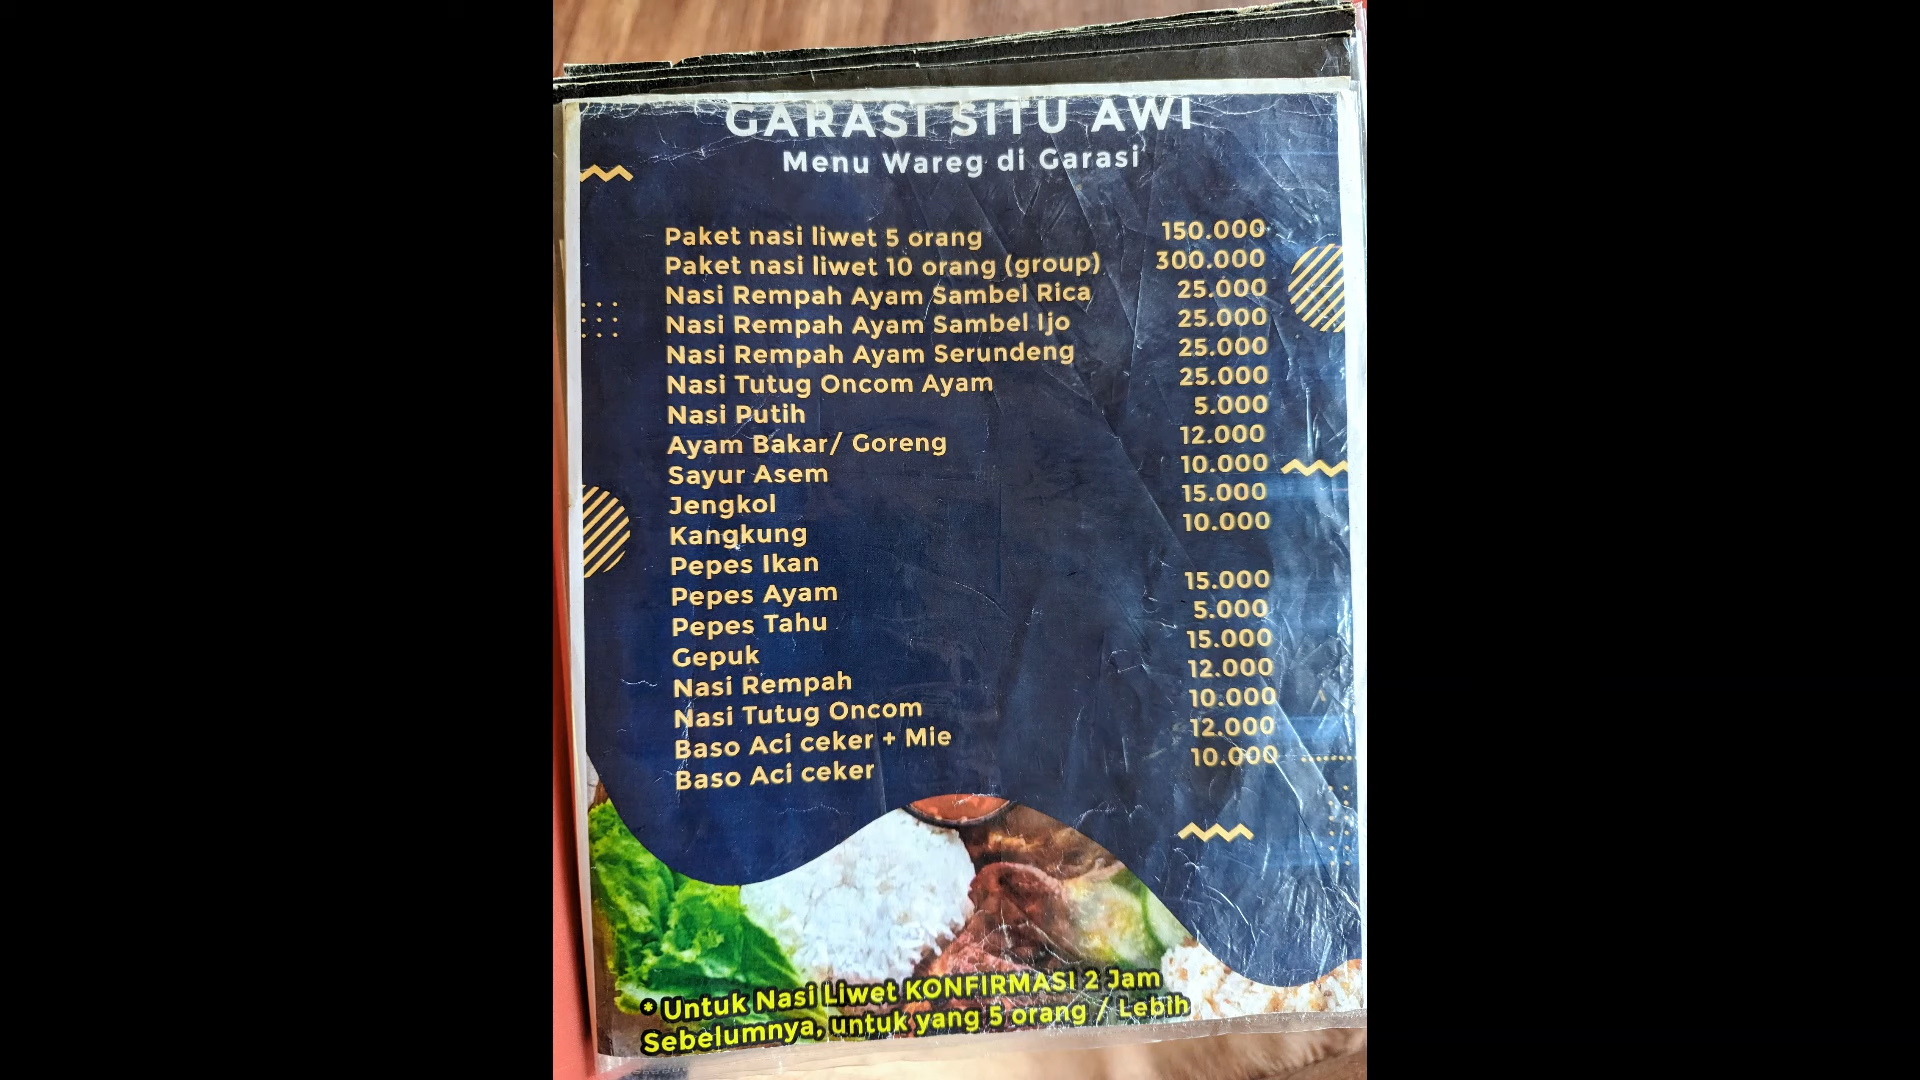 GARASI SITU AWI
Menu Wareg di Garasi
Paket nasi liwet 5 orang 150.000
Paket nasi liwet 10 orang (group) 300.000
Nasi Rempah Ayam Sambel Rica 25.000
Nasi Rempah Ayam Sambel Ijo 25.000
Nasi Rempah Ayam Serundeng 25.000
Nasi Tutug Oncom Ayam 25.000
Nasi Putih 5.000
Ayam Bakar/ Goreng 12.000
Sayur Asem 10.000
Jengkol 15.000
Kangkung 10.000
Pepes Ikan
Pepes Ayam 15.000
Pepes Tahu 5.000
Gepuk 15.000
Nasi Rempah 12.000
Nasi Tutug Oncom 10.000
Baso Aci ceker + Mie 12.000
Baso Aci ceker 10.000
* Untuk Nasi Liwet KONFIRMASI 2 Jam
Sebelumnya, untuk yang 5 orang / Lebih